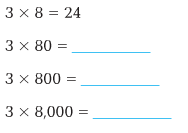 3 × 8 = 24
3 × 80 =
3 × 800 =
3 × 8,000 =